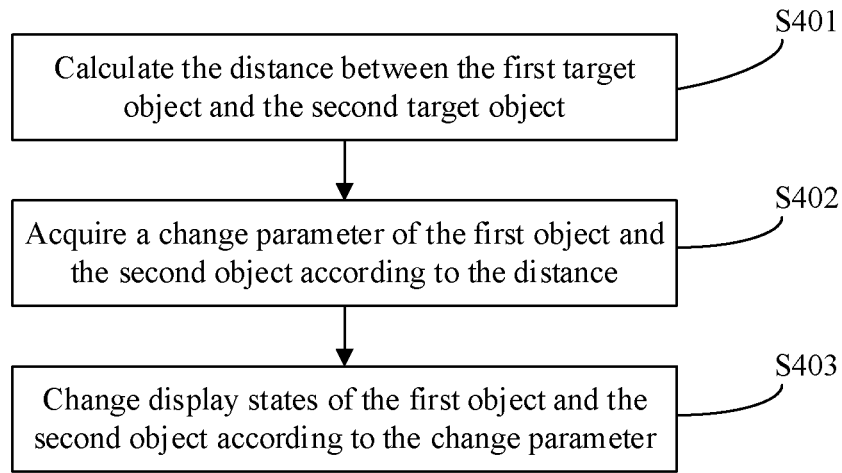 S401
Calculate the distance between the first target
object and the second target object
S402
Acquire a change parameter of the first object and
the second object according to the distance
S403
Change display states of the first object and the
second object according to the change parameter